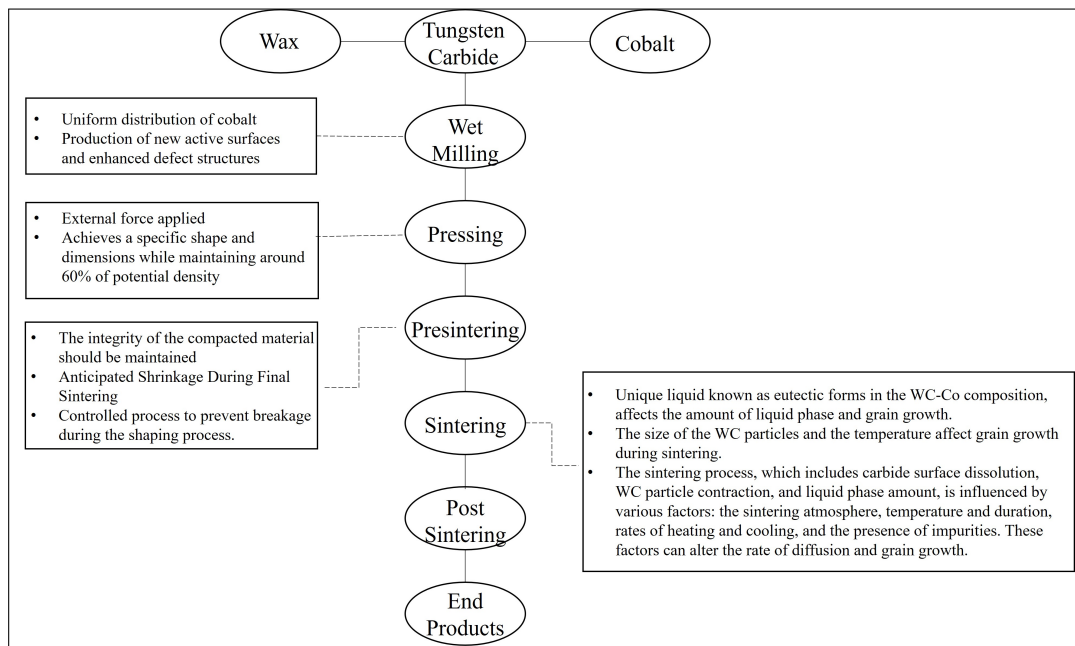 Wax
Tungsten
Carbide
Cobalt
• Uniform distribution of cobalt
• Production of new active surfaces
and enhanced defect structures
Wet
Milling
• External force applied
• Achieves a specific shape and
dimensions while maintaining around
60% of potential density
Pressing
• The integrity of the compacted material
should be maintained
• Anticipated Shrinkage During Final
Sintering
• Controlled process to prevent breakage
during the shaping process.
Presintering
Sintering
• Unique liquid known as eutectic forms in the WC-Co composition,
affects the amount of liquid phase and grain growth.
• The size of the WC particles and the temperature affect grain growth
during sintering.
• The sintering process, which includes carbide surface dissolution,
WC particle contraction, and liquid phase amount, is influenced by
various factors: the sintering atmosphere, temperature and duration,
rates of heating and cooling, and the presence of impurities. These
factors can alter the rate of diffusion and grain growth.
Post
Sintering
End
Products